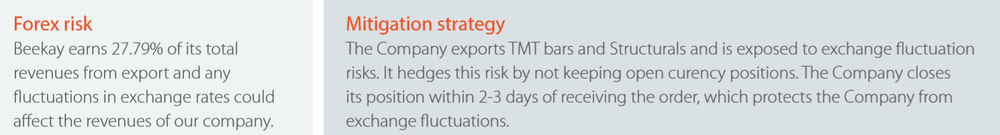 Forex risk
Beekay earns 27.79% of its total
revenues from export and any
fluctuations in exchange rates could
affect the revenues of our company.
Mitigation strategy
The Company exports TMT bars and Structurals and is exposed to exchange fluctuation
risks. It hedges this risk by not keeping open curency positions. The Company closes
its position within 2-3 days of receiving the order, which protects the Company from
exchange fluctuations.